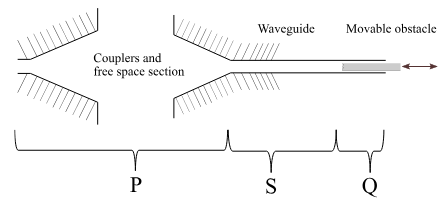 Waveguide
Movable obstacle
Couplers and
free space section
P
S
Q